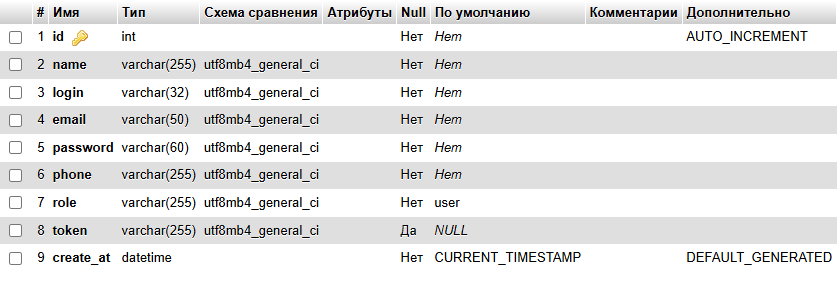 # Имя Тип Схема сравнения Атрибуты Null По умолчанию Комментарии Дополнительно
1 id int Нет Нет AUTO_INCREMENT
2 name varchar(255) utf8mb4_general_ci Нет Нет
3 login varchar(32) utf8mb4_general_ci Нет Нет
4 email varchar(50) utf8mb4_general_ci Нет Нет
5 password varchar(60) utf8mb4_general_ci Нет Нет
6 phone varchar(255) utf8mb4_general_ci Нет Нет
7 role varchar(255) utf8mb4_general_ci Нет user
8 token varchar(255) utf8mb4_general_ci Да NULL
9 create_at datetime Нет CURRENT_TIMESTAMP DEFAULT_GENERATED